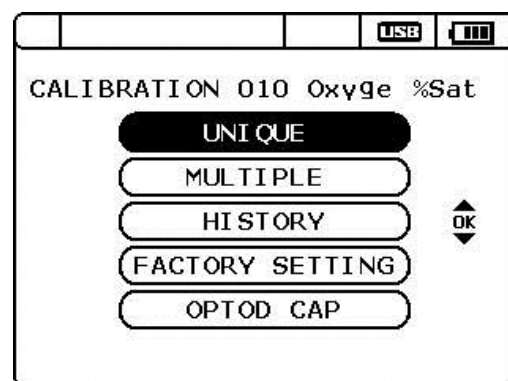 USB
CALIBRATION 010 Oxyge %Sat
UNIQUE
MULTIPLE
HISTORY
OK
FACTORY SETTING
OPTOD CAP